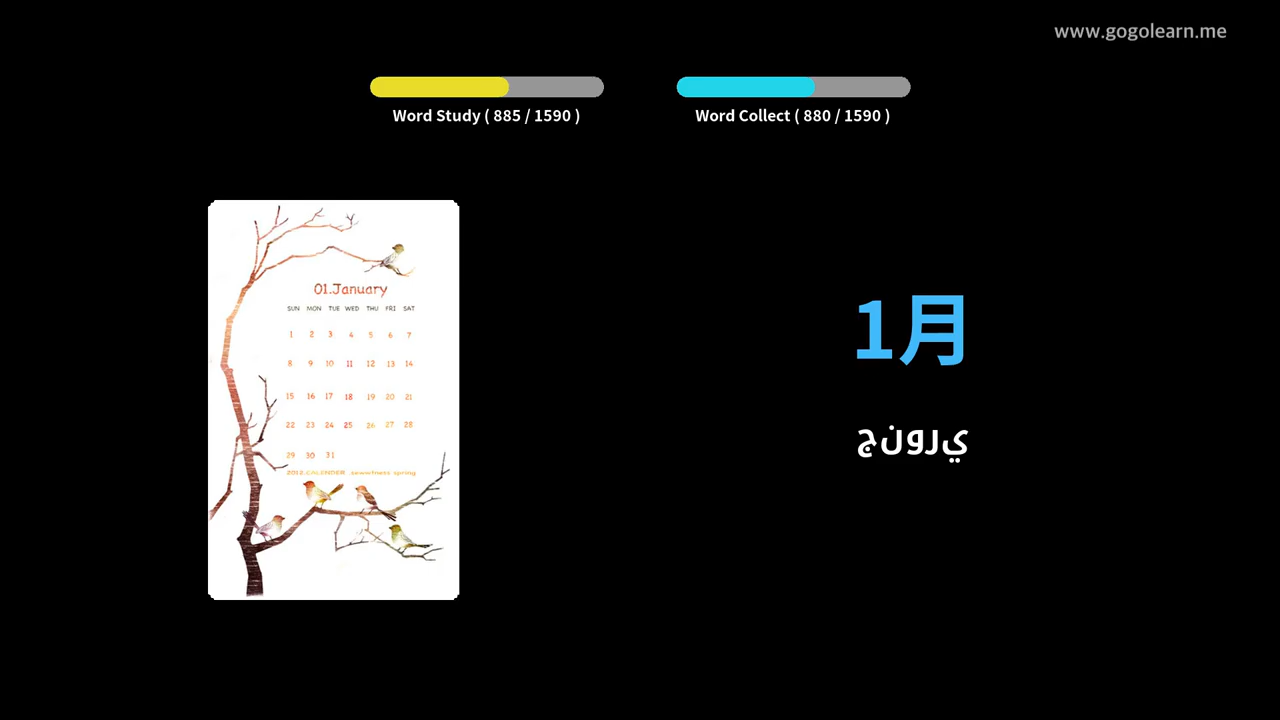 www.gogolearn.me
Word Study ( 885 / 1590 )
Word Collect ( 880 / 1590 )
01.January
SUN MON TUE WED THU FRI SAT
1 2 3 4 5 6 7
8 9 10 11 12 13 14
15 16 17 18 19 20 21
22 23 24 25 26 27 28
29 30 31
1月
يرونج